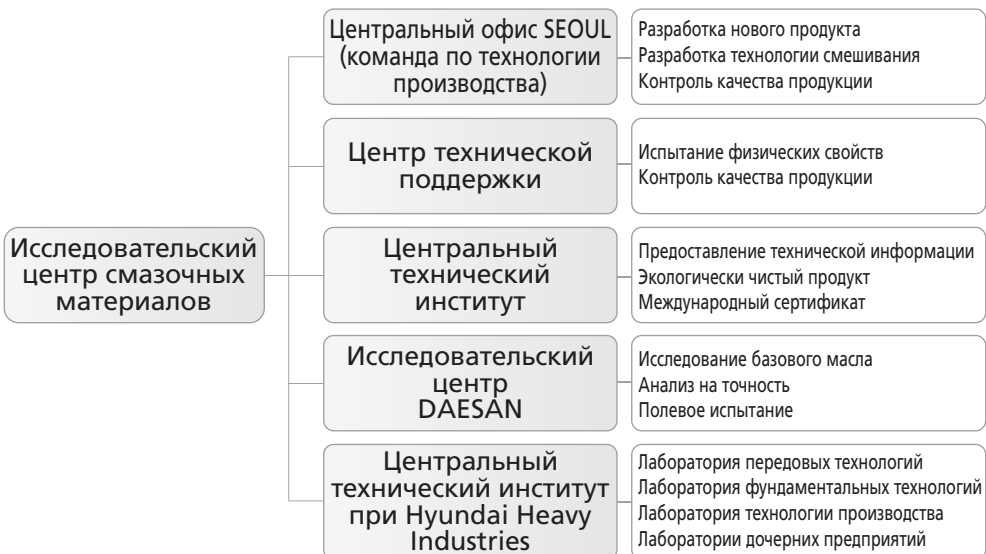 Исследовательский
центр смазочных
материалов
Центральный офис SEOUL
(команда по технологии
производства)
Разработка нового продукта
Разработка технологии смешивания
Контроль качества продукции
Центр технической
поддержки
Испытание физических свойств
Контроль качества продукции
Центральный
технический
институт
Предоставление технической информации
Экологически чистый продукт
Международный сертификат
Исследовательский
центр
DAESAN
Исследование базового масла
Анализ на точность
Полевое испытание
Центральный
технический институт
при Hyundai Heavy
Industries
Лаборатория передовых технологий
Лаборатория фундаментальных технологий
Лаборатория технологии производства
Лаборатории дочерних предприятий